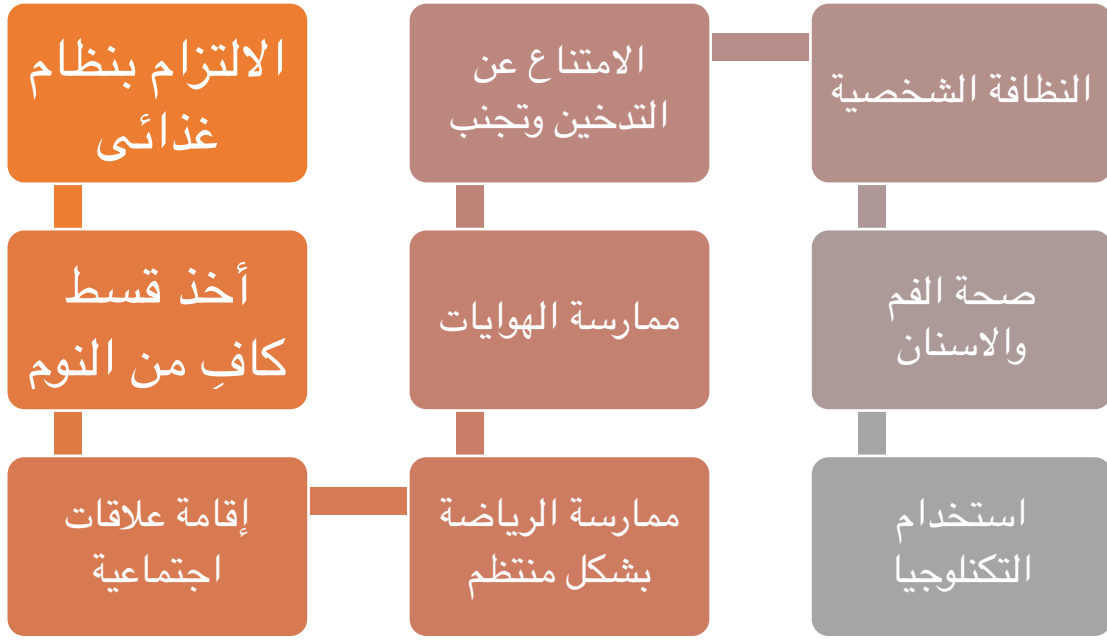 الالتزام بنظام
غذائى
أخذ قسط
كافِ من النوم
إقامة علاقات
اجتماعية
ممارسة الرياضة
بشكل منتظم
ممارسة الهوايات
الامتناع عن
التدخين وتجنب
النظافة الشخصية
صحة الفم
والاسنان
استخدام
التكنلوجيا